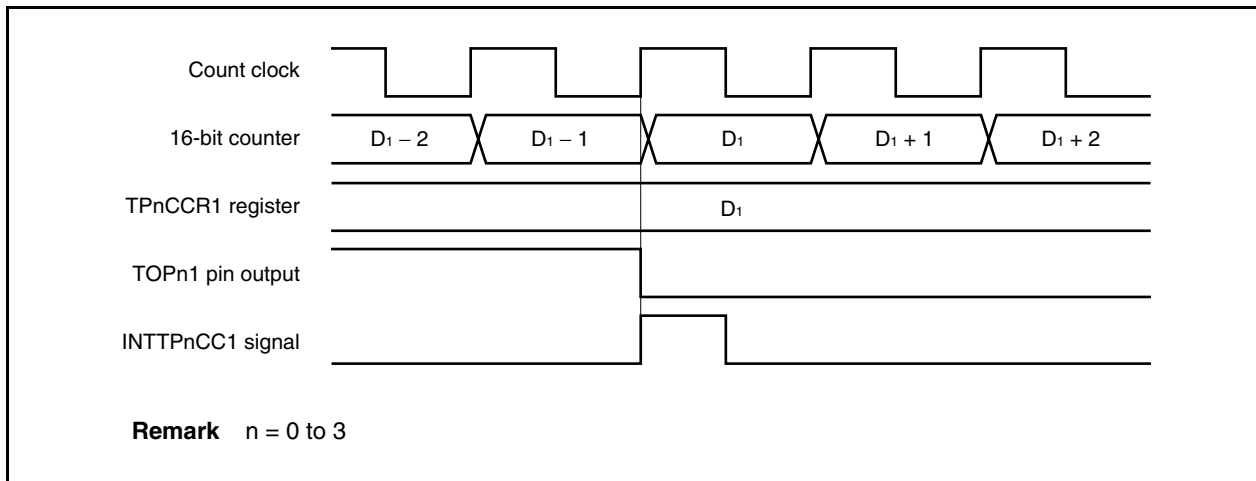 Count clock
16-bit counter D₁ − 2 D₁ − 1 D₁ D₁ + 1 D₁ + 2
TPnCCR1 register D₁
TOPn1 pin output
INTTPnCC1 signal
Remark n = 0 to 3